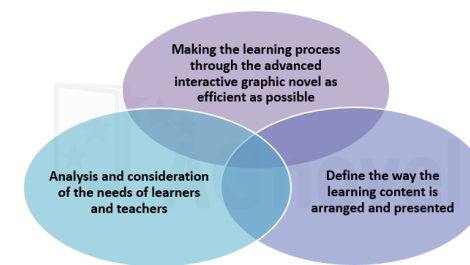 Making the learning process
through the advanced
interactive graphic novel as
efficient as possible
Analysis and consideration
of the needs of learners
and teachers
Define the way the
learning content is
arranged and presented